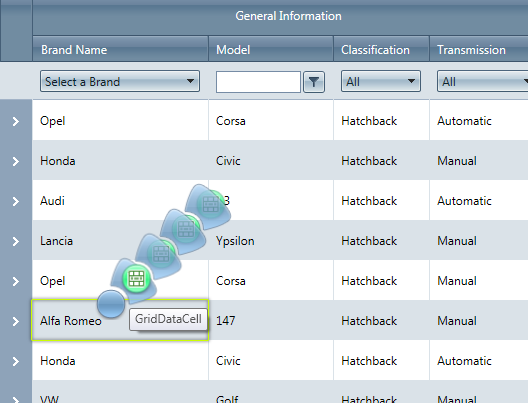 General Information
Brand Name Model Classification Transmission
Select a Brand All All
Opel Corsa Hatchback Automatic
Honda Civic Hatchback Manual
Audi 3 Hatchback Automatic
Lancia Ypsilon Hatchback Manual
Opel Corsa Hatchback Automatic
Alfa Romeo 147 Hatchback Manual
GridDataCell
Honda Civic Hatchback Automatic
VW Golf Hatchback Manual